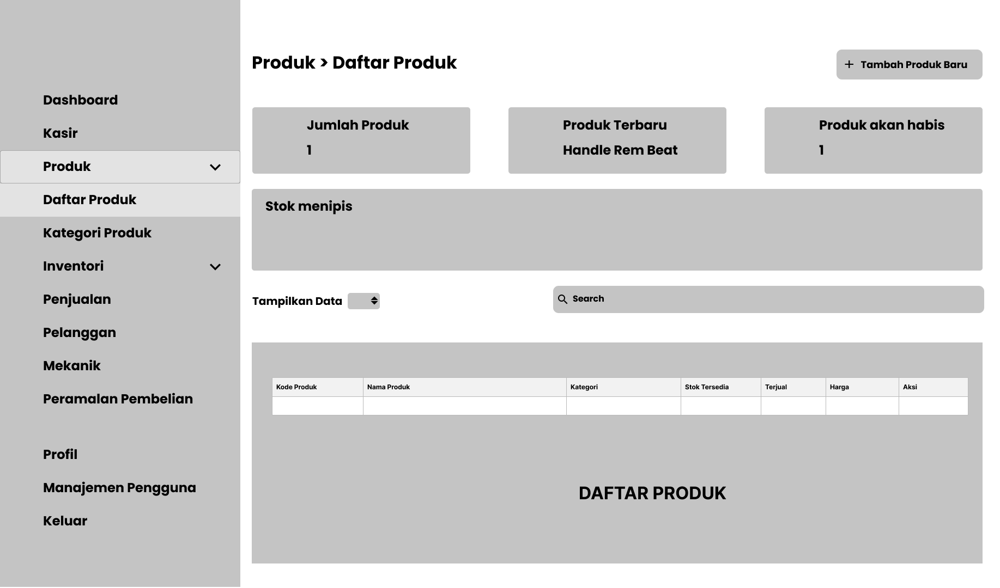 Dashboard
Kasir
Produk
Daftar Produk
Kategori Produk
Inventori
Penjualan
Pelanggan
Mekanik
Peramalan Pembelian
Profil
Manajemen Pengguna
Keluar
Produk > Daftar Produk
+ Tambah Produk Baru
Jumlah Produk
1
Produk Terbaru
Handle Rem Beat
Produk akan habis
1
Stok menipis
Tampilkan Data
Search
Kode Produk Nama Produk Kategori Stok Tersedia Terjual Harga Aksi
DAFTAR PRODUK